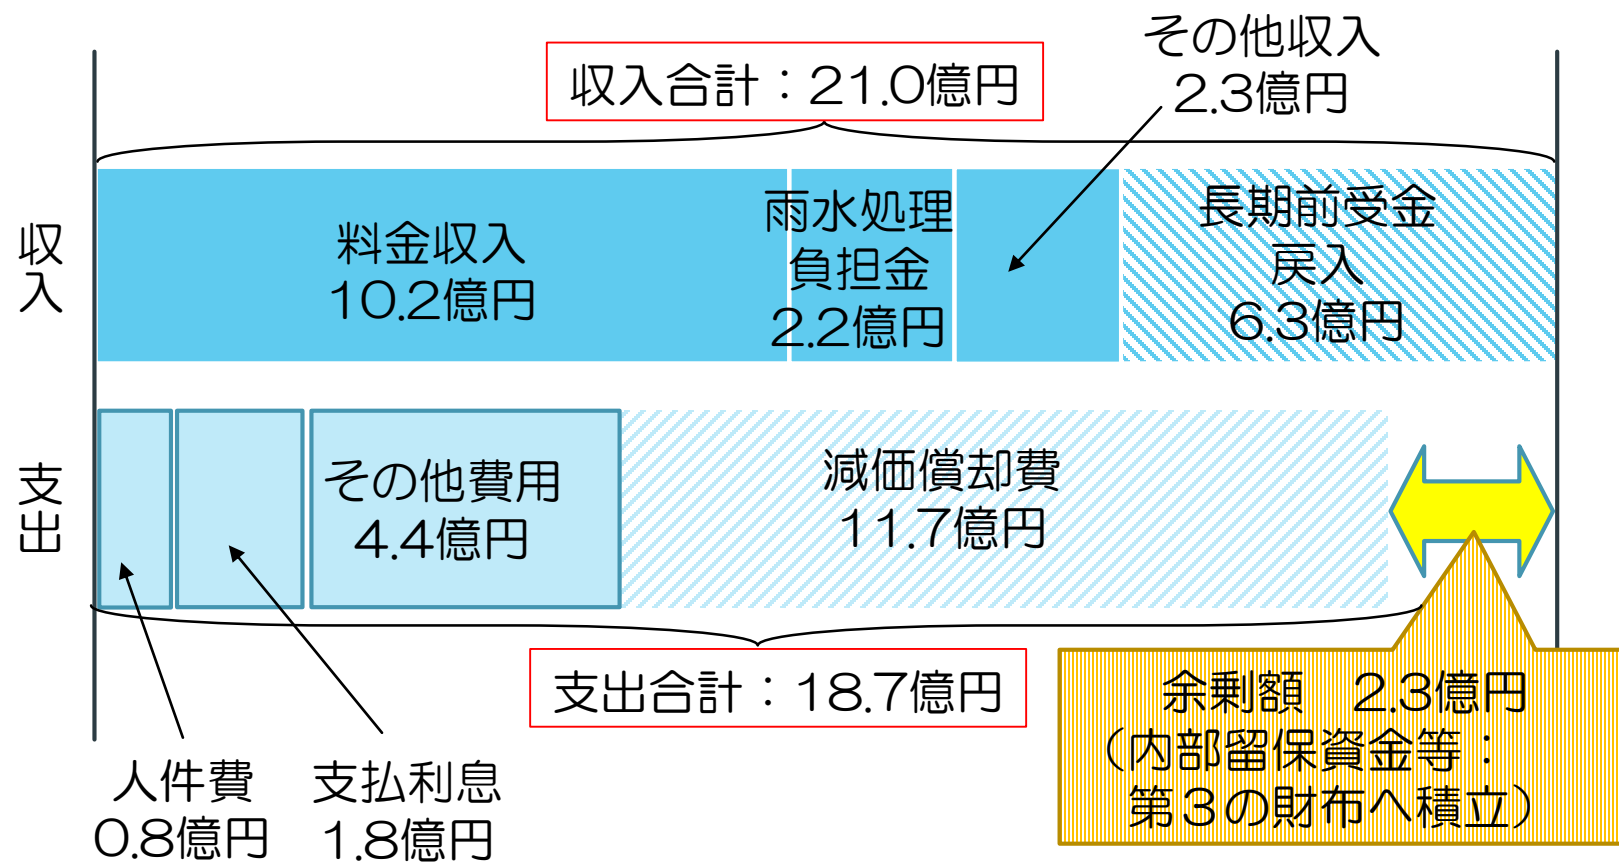 その他収入
2.3億円
収入合計：21.0億円
収入
料金収入
10.2億円
雨水処理
負担金
2.2億円
長期前受金
戻入
6.3億円
支出
その他費用
4.4億円
減価償却費
11.7億円
支出合計：18.7億円
余剰額　2.3億円
（内部留保資金等：
第３の財布へ積立）
人件費
0.8億円
支払利息
1.8億円